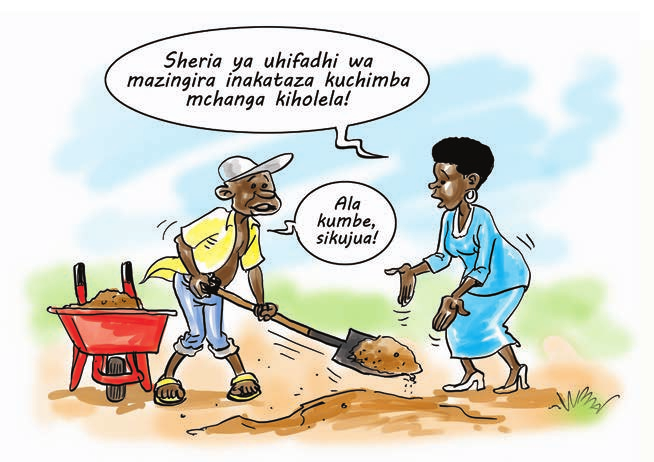 Sheria ya uhifadhi wa
mazingira inakataza kuchimba
mchanga kiholela!
Ala
kumbe,
sikujua!